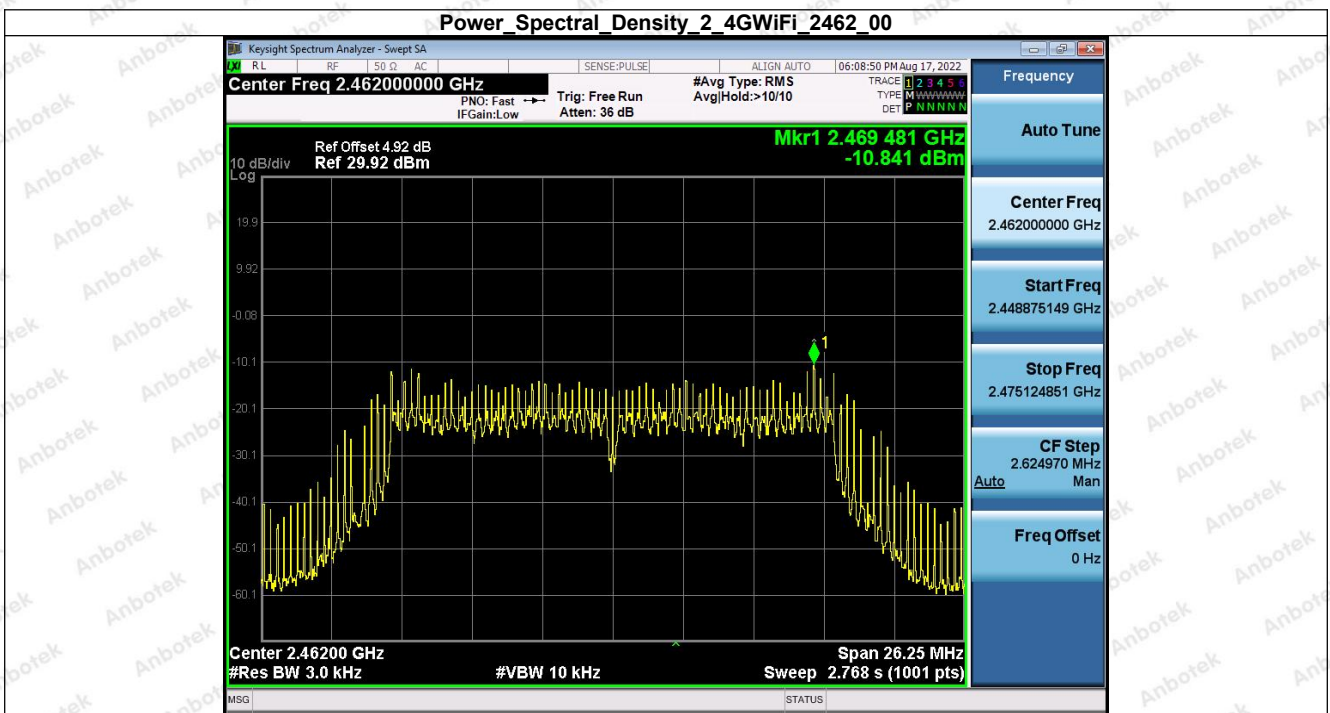 Power_Spectral_Density_2_4GWiFi_2462_00
Keysight Spectrum Analyzer - Swept SA
LXI RL RF 50 Ω AC SENSE:PULSE ALIGN AUTO 06:08:50 PM Aug 17, 2022
Center Freq 2.462000000 GHz
PNO: Fast
IFGain:Low
Trig: Free Run
Atten: 36 dB
#Avg Type: RMS
Avg|Hold:>10/10
TRACE 1 2 3 4 5 6
TYPE M WWWWW
DET P N N N N N
Frequency
Mkr1 2.469 481 GHz
-10.841 dBm
Ref Offset 4.92 dB
10 dB/div Ref 29.92 dBm
Log
19.9
9.92
-0.08
-10.1
-20.1
-30.1
-40.1
-50.1
-60.1
1
Center 2.46200 GHz Span 26.25 MHz
#Res BW 3.0 kHz #VBW 10 kHz Sweep 2.768 s (1001 pts)
MSG STATUS
Auto Tune
Center Freq
2.462000000 GHz
Start Freq
2.448875149 GHz
Stop Freq
2.475124851 GHz
CF Step
2.624970 MHz
Auto Man
Freq Offset
0 Hz
Anbotek